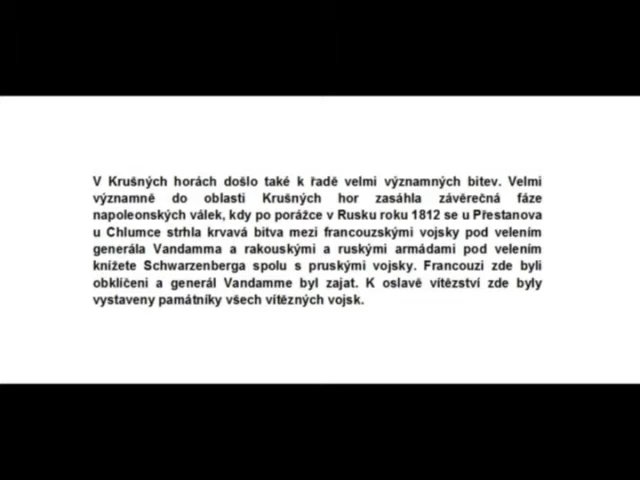 V Krušných horách došlo také k řadě velmi významných bitev. Velmi
významně do oblasti Krušných hor zasáhla závěrečná fáze
napoleonských válek, kdy po porážce v Rusku roku 1812 se u Přestanova
u Chlumce strhla krvavá bitva mezi francouzskými vojsky pod velením
generála Vandamma a rakouskými a ruskými armádami pod velením
knížete Schwarzenberga spolu s pruskými vojsky. Francouzi zde byli
obklíčeni a generál Vandamme byl zajat. K oslavě vítězství zde byly
vystaveny památníky všech vítězných vojsk.